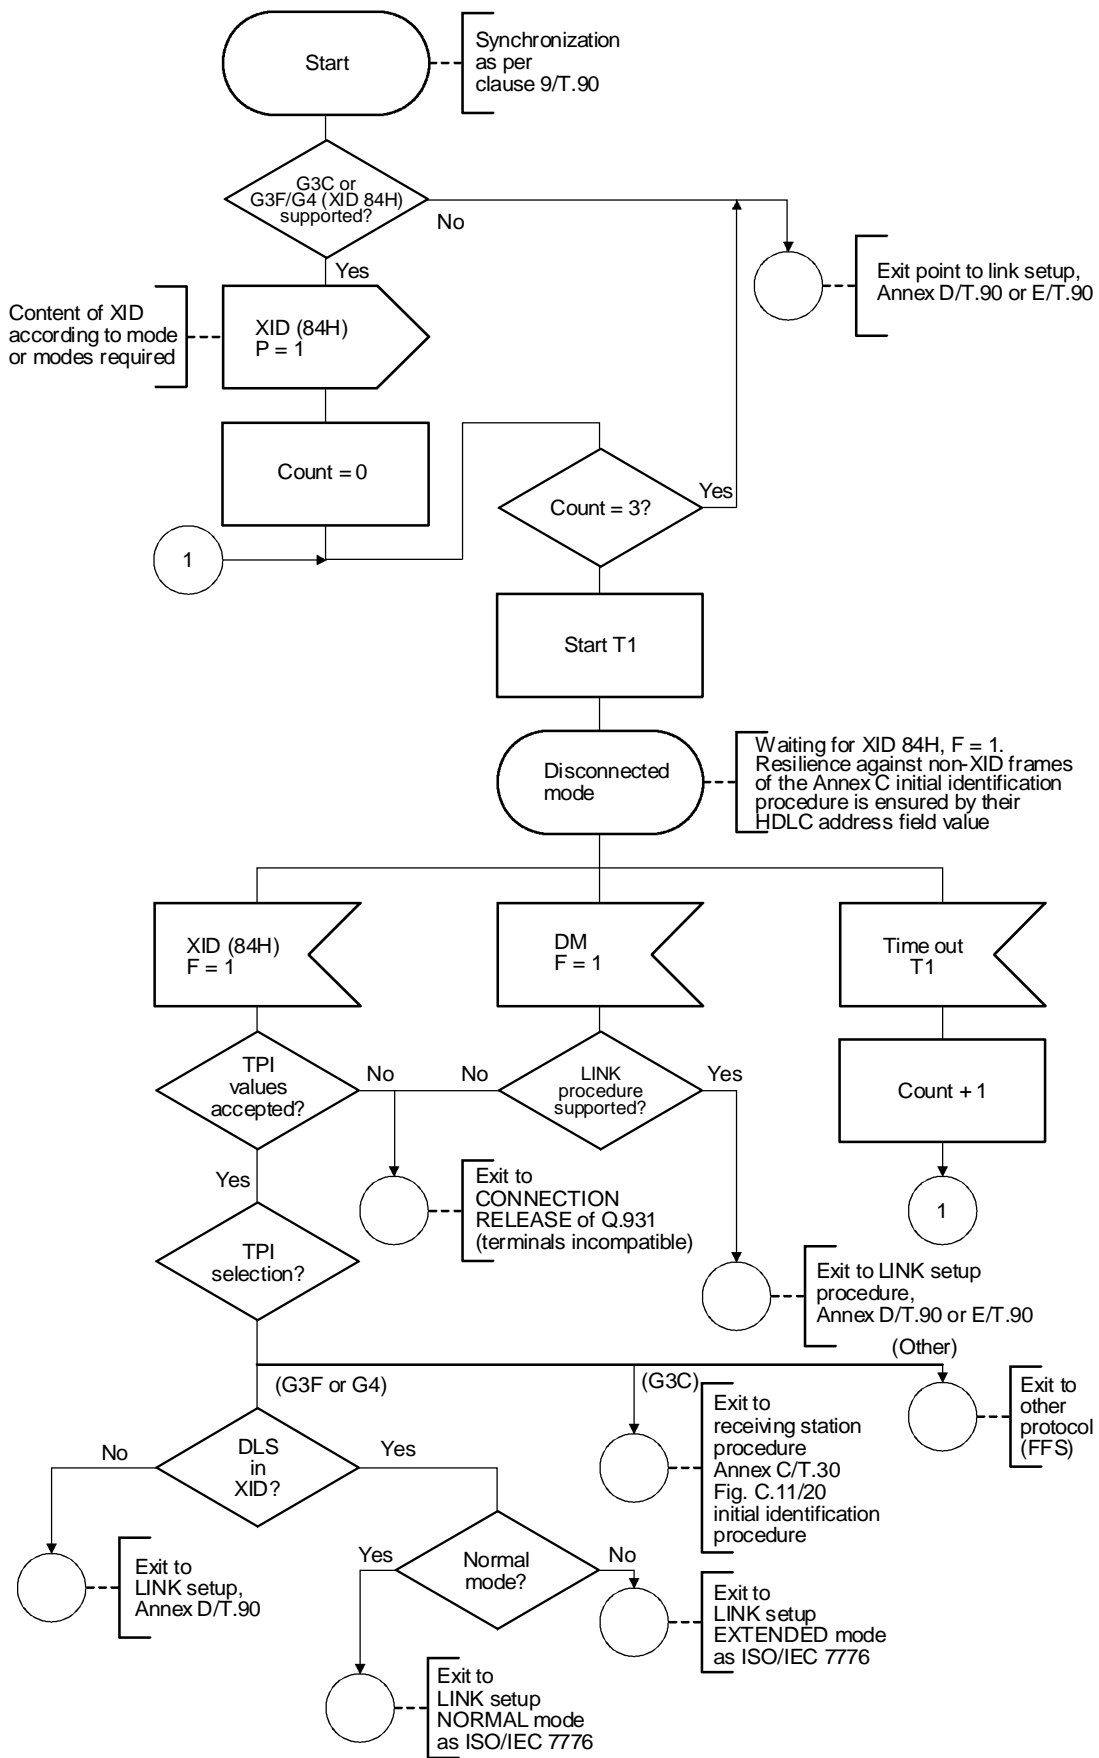 Start
Synchronization
as per
clause 9/T.90
G3C or
G3F/G4 (XID 84H)
supported?
No
Yes
Exit point to link setup,
Annex D/T.90 or E/T.90
Content of XID
according to mode
or modes required
XID (84H)
P = 1
Count = 0
Count = 3?
Yes
1
Start T1
Disconnected
mode
Waiting for XID 84H, F = 1.
Resilience against non-XID frames
of the Annex C initial identification
procedure is ensured by their
HDLC address field value
XID (84H)
F = 1
DM
F = 1
Time out
T1
TPI
values
accepted?
No
No
LINK
procedure
supported?
Yes
Count + 1
Yes
Exit to
CONNECTION
RELEASE of Q.931
(terminals incompatible)
1
TPI
selection?
Exit to LINK setup
procedure,
Annex D/T.90 or E/T.90
(Other)
(G3F or G4)
(G3C)
Exit to
other
protocol
(FFS)
Exit to
receiving station
procedure
Annex C/T.30
Fig. C.11/20
initial identification
procedure
No
DLS
in
XID?
Yes
Exit to
LINK setup,
Annex D/T.90
Yes
Normal
mode?
No
Exit to
LINK setup
EXTENDED mode
as ISO/IEC 7776
Exit to
LINK setup
NORMAL mode
as ISO/IEC 7776